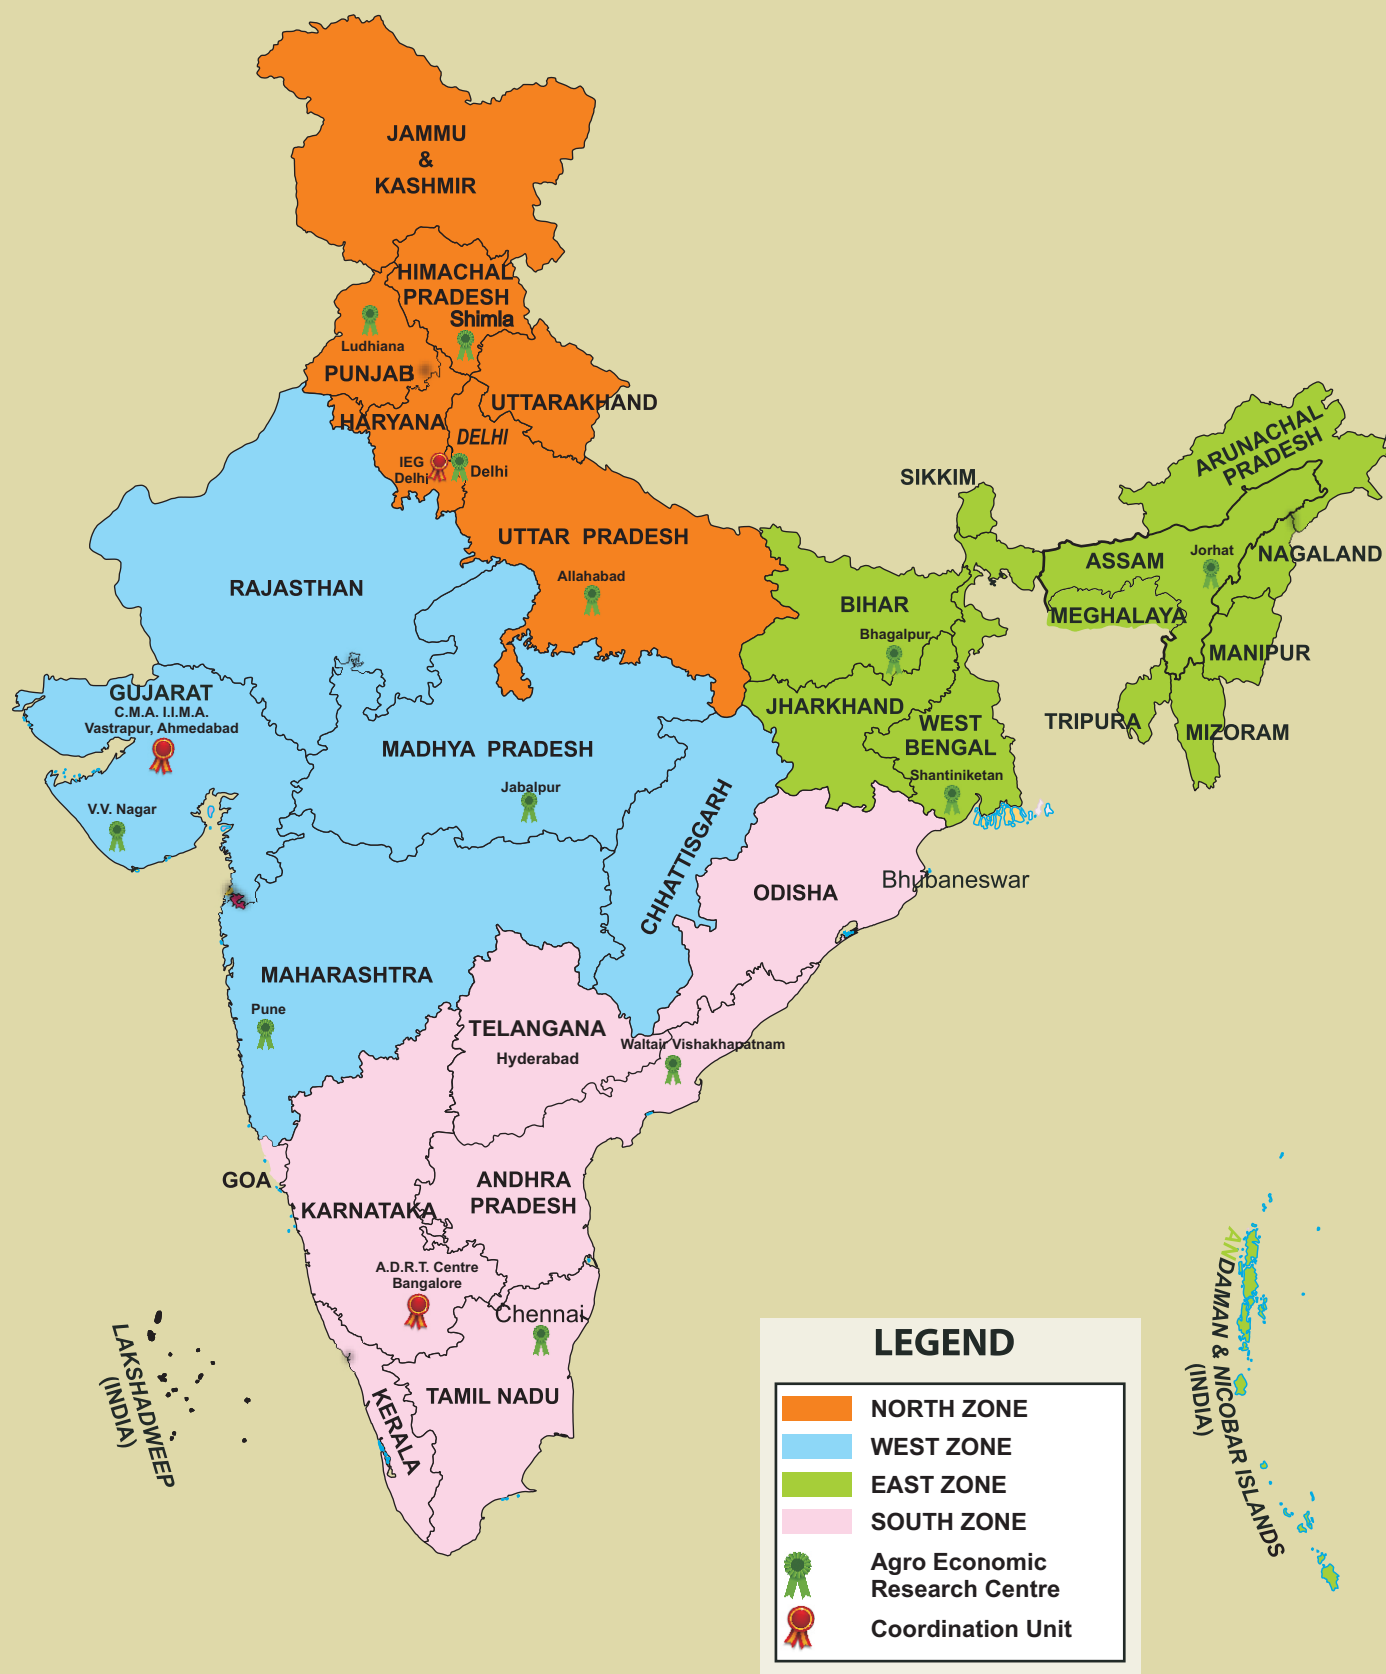 JAMMU
&
KASHMIR
HIMACHAL
PRADESH
Shimla
Ludhiana
PUNJAB
UTTARAKHAND
HARYANA
DELHI
IEG
Delhi
Delhi
SIKKIM
ARUNACHAL
PRADESH
UTTAR PRADESH
ASSAM
Jorhat
NAGALAND
RAJASTHAN
Allahabad
BIHAR
MEGHALAYA
Bhagalpur
MANIPUR
GUJARAT
C.M.A. I.I.M.A.
Vastrapur, Ahmedabad
JHARKHAND
WEST
BENGAL
TRIPURA
MIZORAM
MADHYA PRADESH
Shantiniketan
Jabalpur
V.V. Nagar
CHHATTISGARH
ODISHA
Bhubaneswar
MAHARASHTRA
Pune
TELANGANA
Hyderabad
Waltair Vishakhapatnam
GOA
ANDHRA
PRADESH
KARNATAKA
A.D.R.T. Centre
Bangalore
Chennai
TAMIL NADU
KERALA
LAKSHADWEEP
(INDIA)
ANDAMAN & NICOBAR ISLANDS
(INDIA)
LEGEND
NORTH ZONE
WEST ZONE
EAST ZONE
SOUTH ZONE
Agro Economic
Research Centre
Coordination Unit